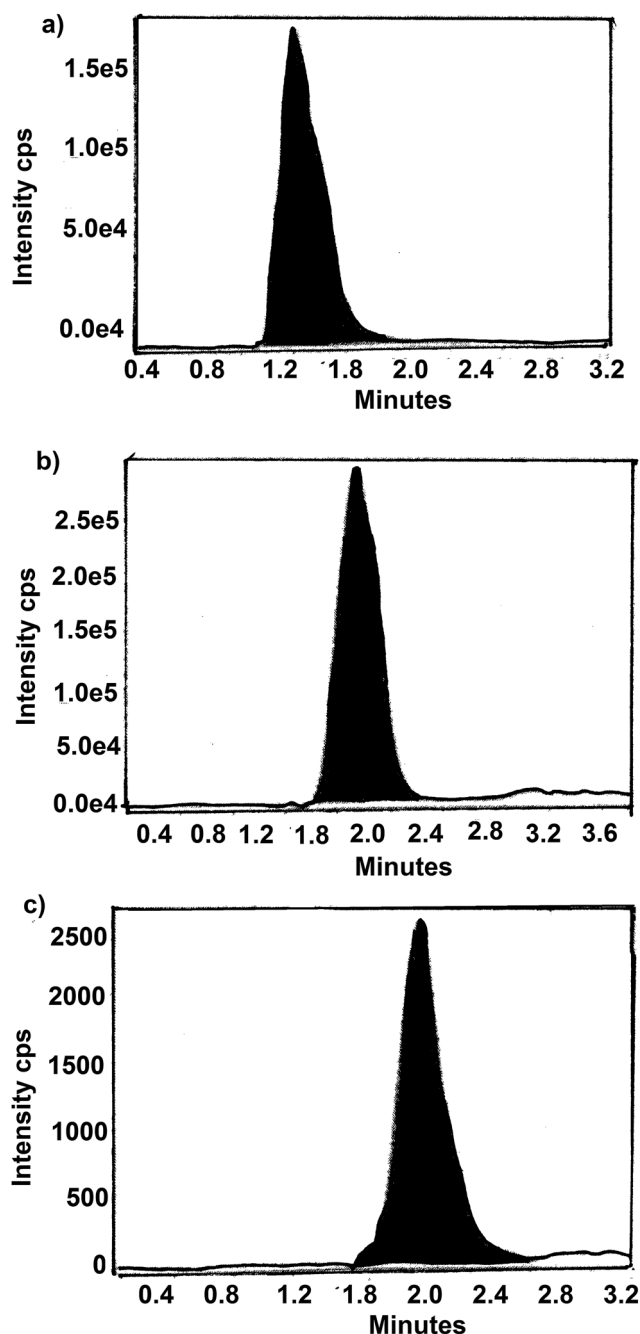 a)
Intensity cps
1.5e5
1.0e5
5.0e4
0.0e4
0.4 0.8 1.2 1.8 2.0 2.4 2.8 3.2
Minutes
b)
Intensity cps
2.5e5
2.0e5
1.5e5
1.0e5
5.0e4
0.0e4
0.4 0.8 1.2 1.8 2.0 2.4 2.8 3.2 3.6
Minutes
c)
Intensity cps
2500
2000
1500
1000
500
0
0.4 0.8 1.2 1.8 2.0 2.4 2.8 3.2
Minutes